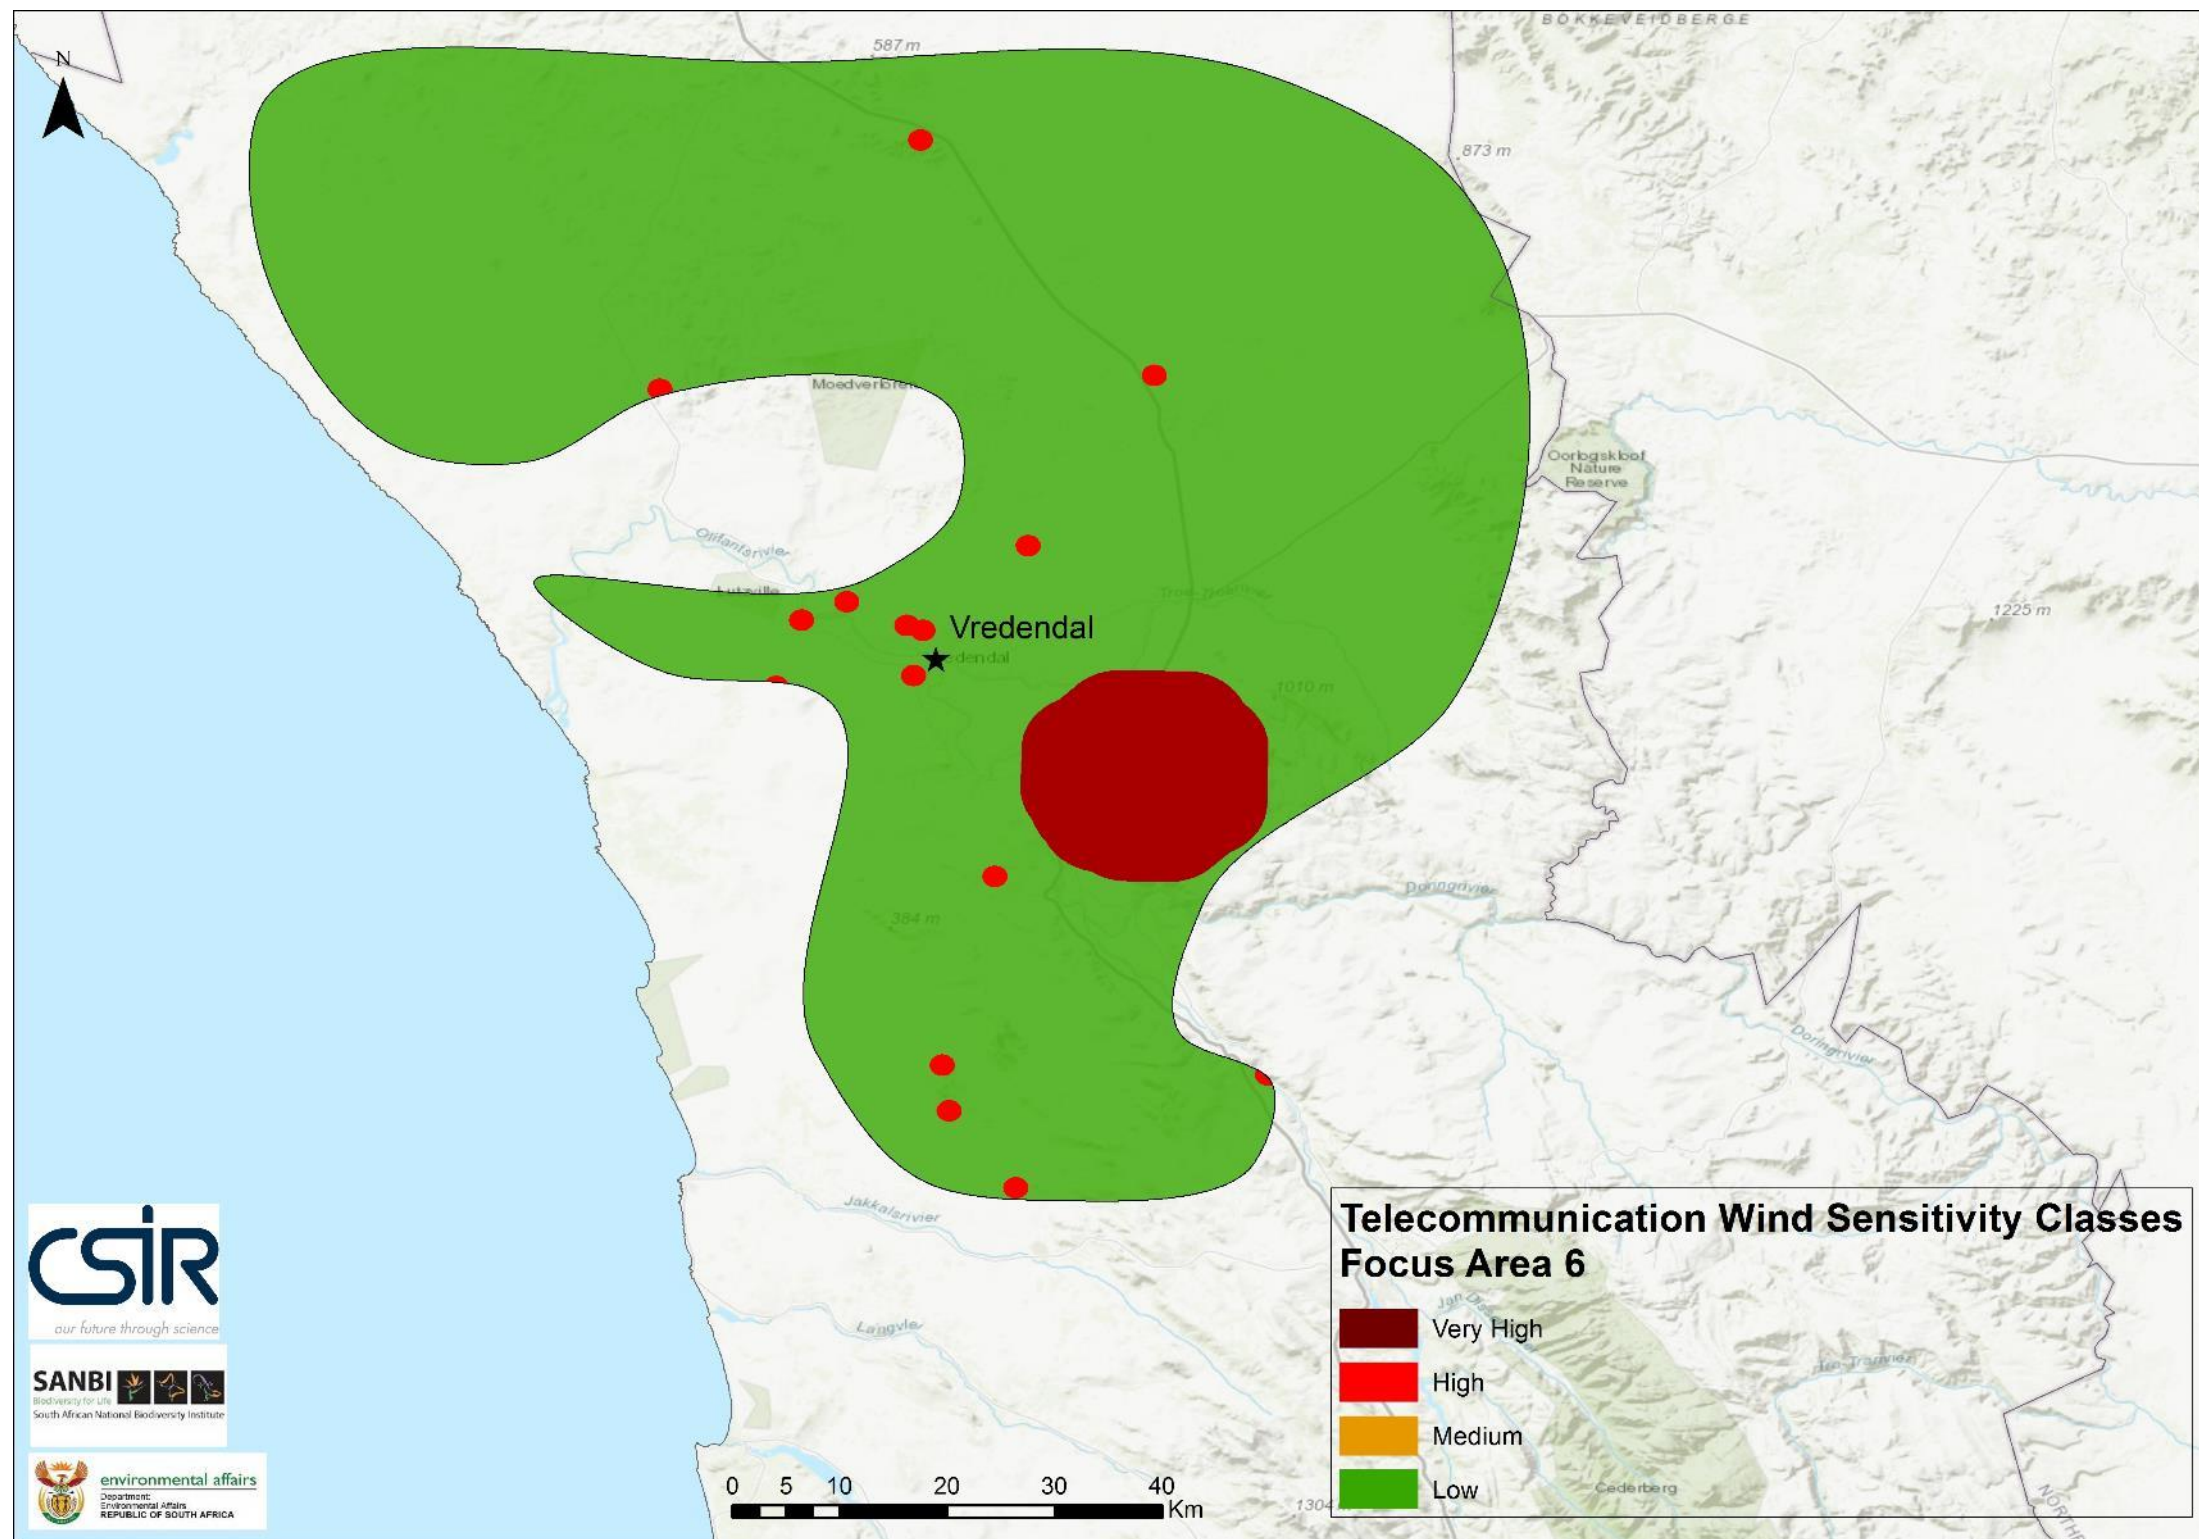 BOKKEVELDBERGE
N
587 m
873 m
Moedverloren
Oorlogskloof
Nature
Reserve
Olifantsrivier
Lutzville
1225 m
Vredendal
dendal
1010 m
Doringrivier
384 m
Doringrivier
Jakkalsrivier
Langvlei
Telecommunication Wind Sensitivity Classes
Focus Area 6
Very High
High
Medium
Low
Cederberg
1304
CSIR
our future through science
SANBI
Biodiversity for Life
South African National Biodiversity Institute
environmental affairs
Department:
Environmental Affairs
REPUBLIC OF SOUTH AFRICA
0 5 10 20 30 40
Km